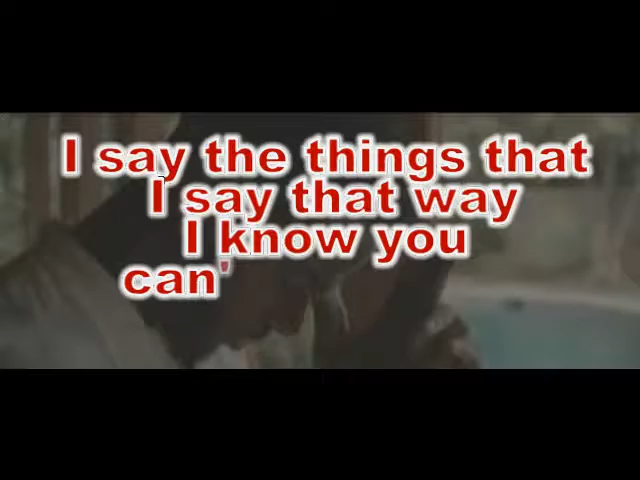 I say the things that
I say that way
I know you
can'